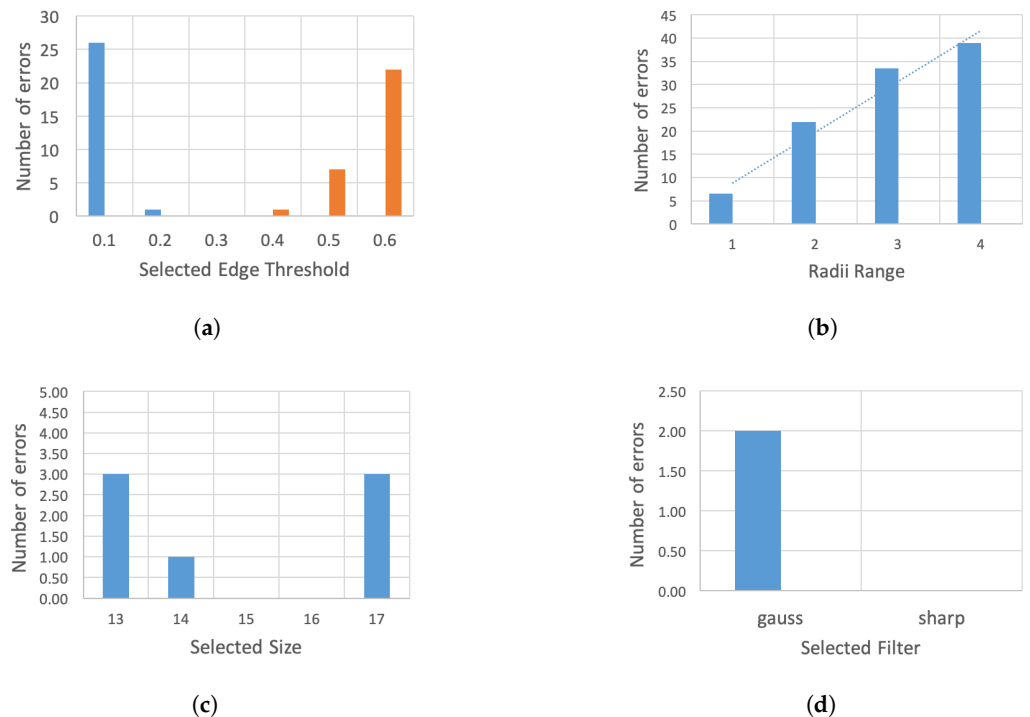 30
25
20
15
10
5
0
Number of errors
0.1 0.2 0.3 0.4 0.5 0.6
Selected Edge Threshold
(a)
45
40
35
30
25
20
15
10
5
0
Number of errors
1 2 3 4
Radii Range
(b)
5.00
4.50
4.00
3.50
3.00
2.50
2.00
1.50
1.00
0.50
0.00
Number of errors
13 14 15 16 17
Selected Size
(c)
2.50
2.00
1.50
1.00
0.50
0.00
Number of errors
gauss sharp
Selected Filter
(d)